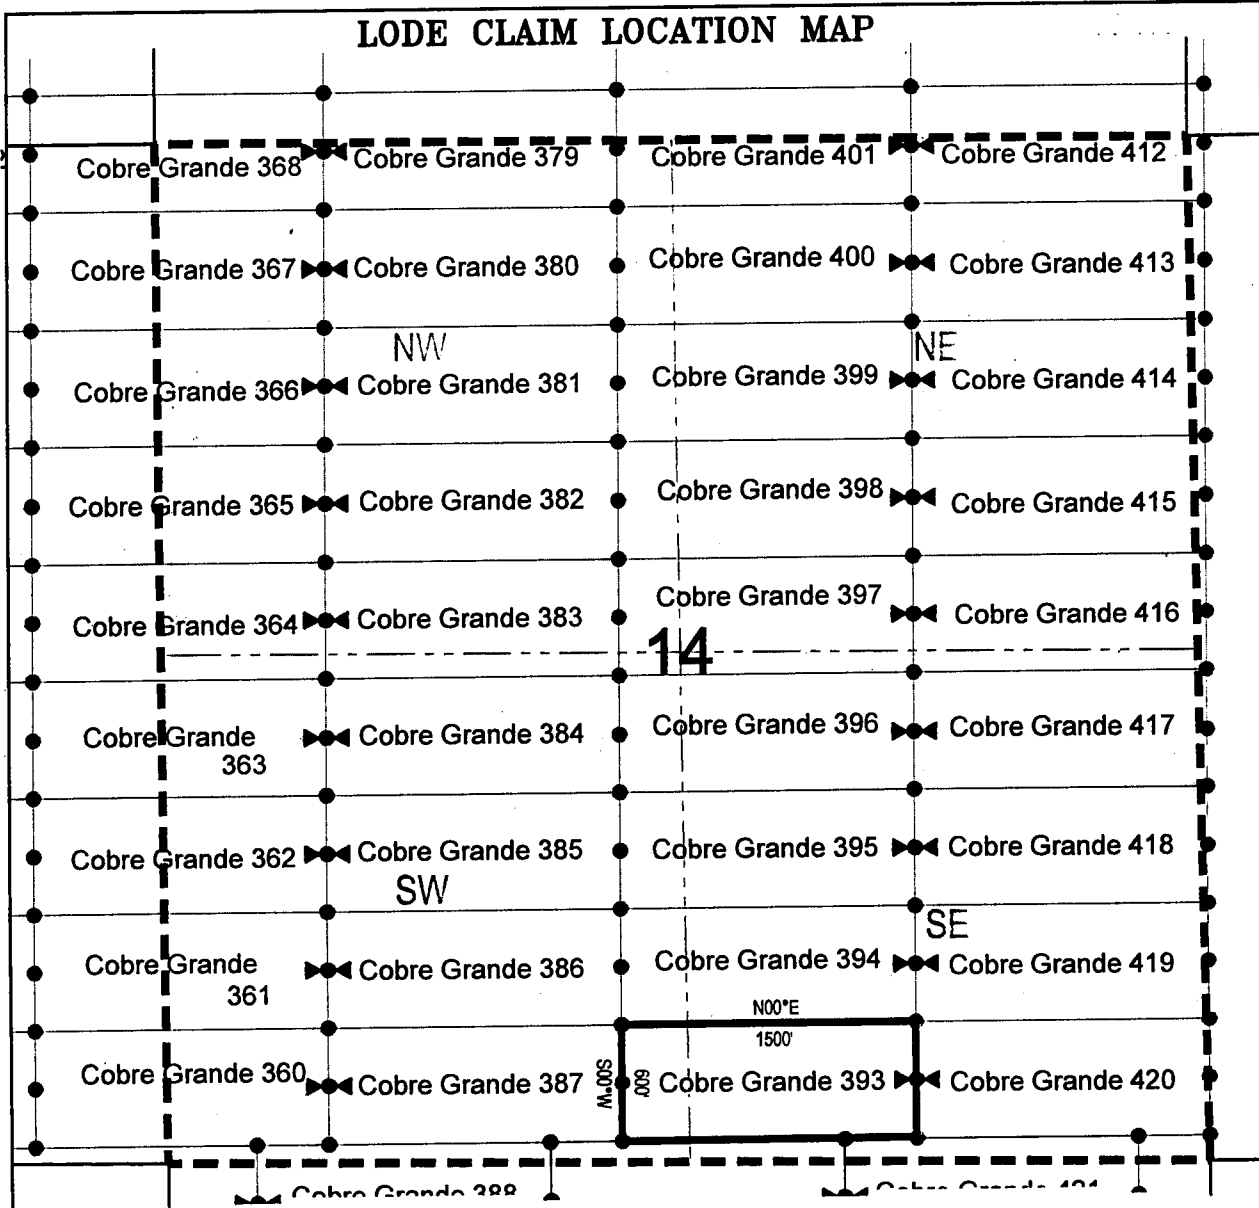 LODE CLAIM LOCATION MAP
Cobre Grande 368 Cobre Grande 379 Cobre Grande 401 Cobre Grande 412
Cobre Grande 367 Cobre Grande 380 Cobre Grande 400 Cobre Grande 413
NW NE
Cobre Grande 366 Cobre Grande 381 Cobre Grande 399 Cobre Grande 414
Cobre Grande 365 Cobre Grande 382 Cobre Grande 398 Cobre Grande 415
Cobre Grande 364 Cobre Grande 383 Cobre Grande 397 Cobre Grande 416
14
Cobre Grande 363 Cobre Grande 384 Cobre Grande 396 Cobre Grande 417
Cobre Grande 362 Cobre Grande 385 Cobre Grande 395 Cobre Grande 418
SW SE
Cobre Grande 361 Cobre Grande 386 Cobre Grande 394 Cobre Grande 419
N00°E
1500'
S00°W
600'
Cobre Grande 360 Cobre Grande 387 Cobre Grande 393 Cobre Grande 420
Cobre Grande 388 Cobre Grande